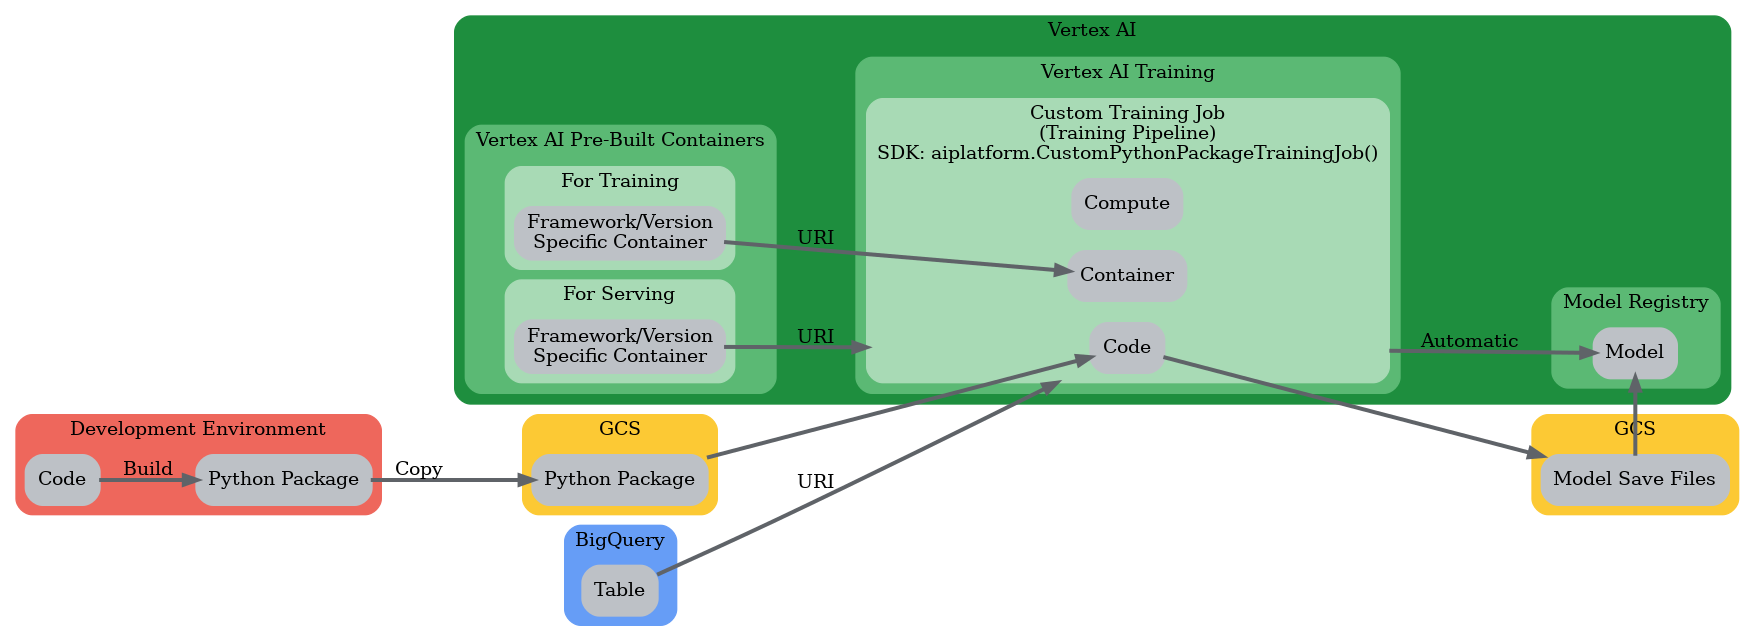 Vertex AI
Vertex AI Training
Custom Training Job
(Training Pipeline)
SDK: aiplatform.CustomPythonPackageTrainingJob()
Compute
Container
Code
Vertex AI Pre-Built Containers
For Training
Framework/Version
Specific Container
URI
For Serving
Framework/Version
Specific Container
URI
Automatic
Model Registry
Model
Development Environment
Code
Build
Python Package
Copy
GCS
Python Package
URI
BigQuery
Table
GCS
Model Save Files